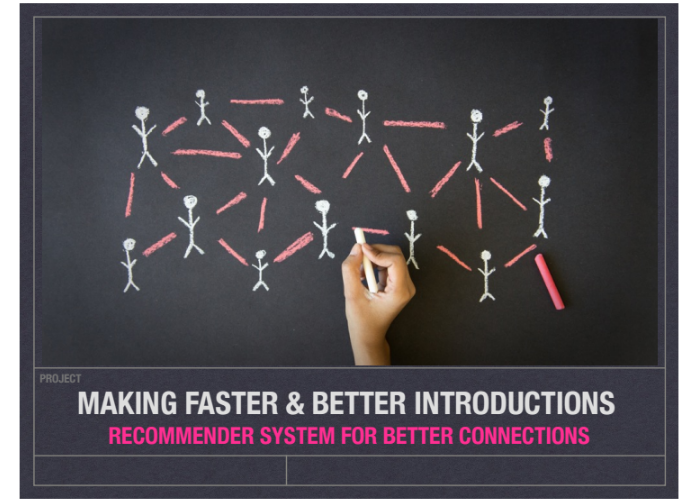 PROJECT
MAKING FASTER & BETTER INTRODUCTIONS
RECOMMENDER SYSTEM FOR BETTER CONNECTIONS